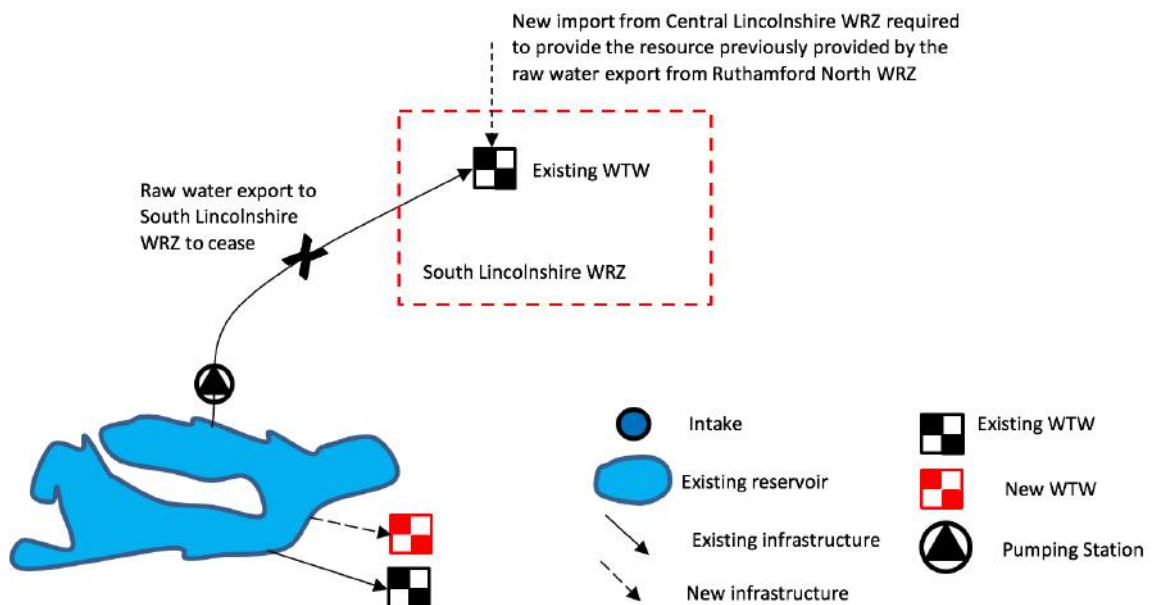 New import from Central Lincolnshire WRZ required
to provide the resource previously provided by the
raw water export from Ruthamford North WRZ
Existing WTW
Raw water export to
South Lincolnshire
WRZ to cease
South Lincolnshire WRZ
Intake
Existing WTW
Existing reservoir
New WTW
Existing infrastructure
Pumping Station
New infrastructure